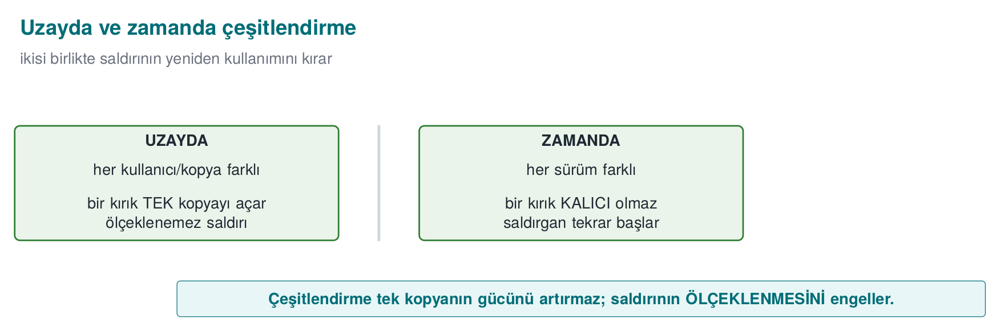 Uzayda ve zamanda çeşitlendirme
ikisi birlikte saldırının yeniden kullanımını kırar
UZAYDA
her kullanıcı/kopya farklı
bir kırık TEK kopyayı açar
ölçeklenemez saldırı
ZAMANDA
her sürüm farklı
bir kırık KALICI olmaz
saldırgan tekrar başlar
Çeşitlendirme tek kopyanın gücünü artırmaz; saldırının ÖLÇEKLENMESİNİ engeller.